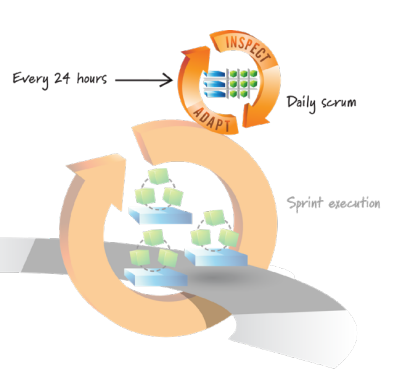 INSPECT
Every 24 hours
Daily scrum
ADAPT
Sprint execution